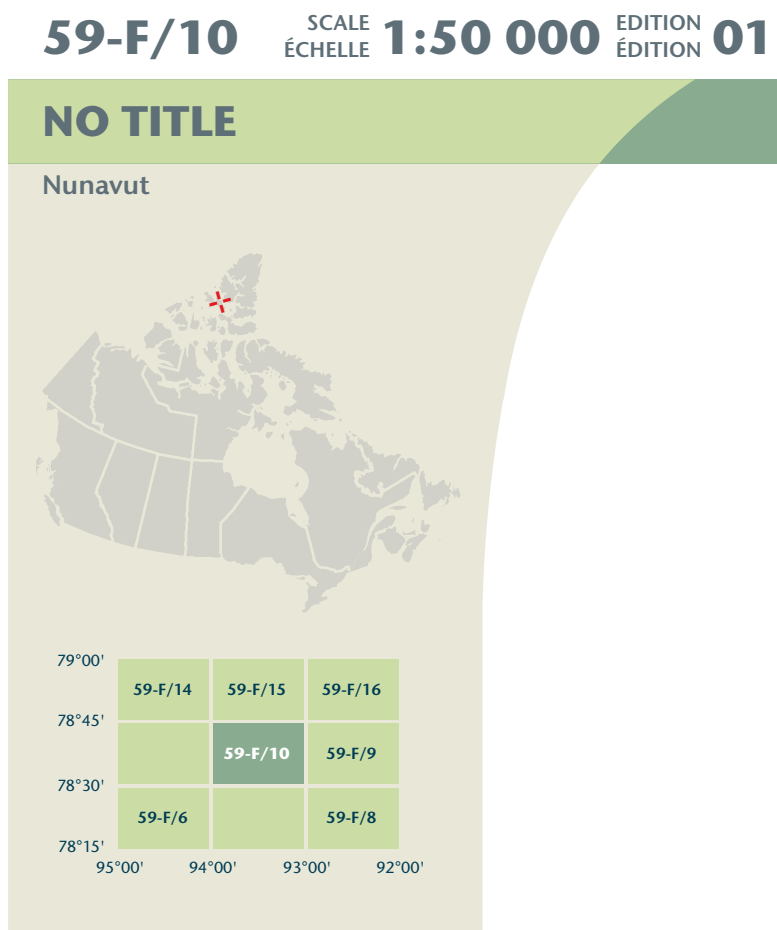 59-F/10 SCALE ÉCHELLE 1:50 000 EDITION ÉDITION 01
NO TITLE
Nunavut
79°00'
59-F/14 59-F/15 59-F/16
78°45'
59-F/10 59-F/9
78°30'
59-F/6 59-F/8
78°15'
95°00' 94°00' 93°00' 92°00'